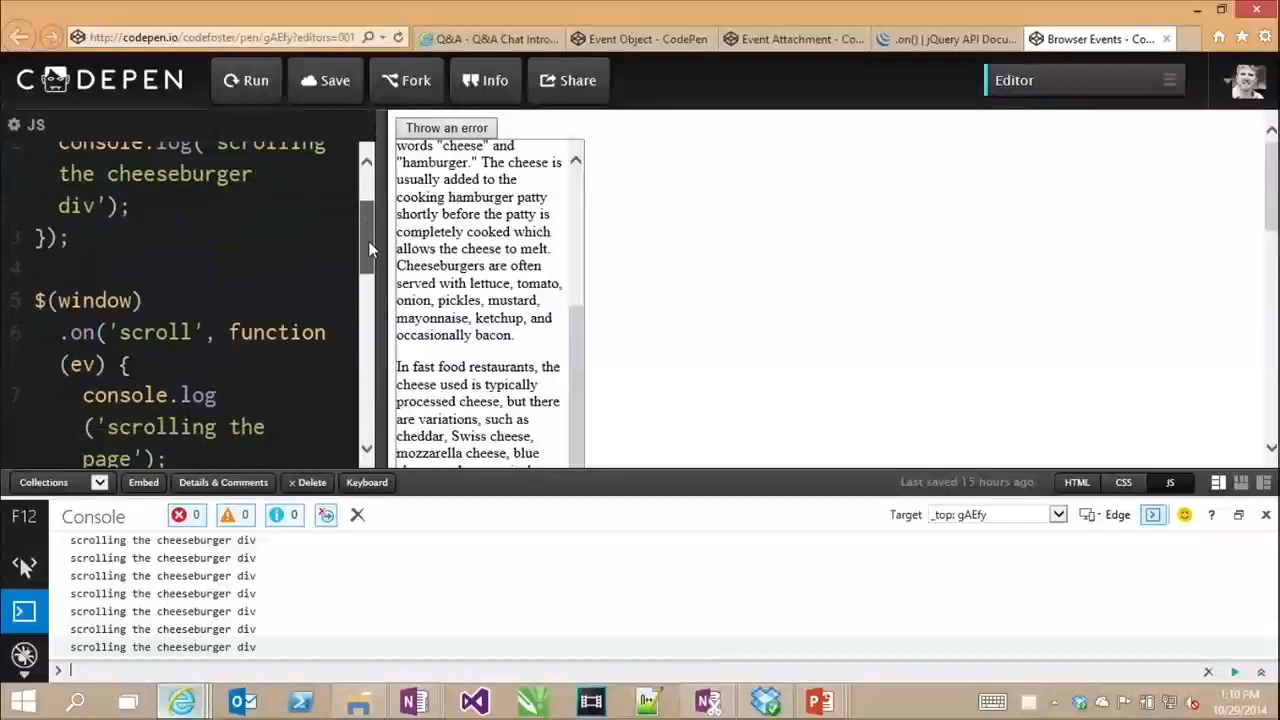 http://codepen.io/codefoster/pen/gAEfy?editors=001
Q&A - Q&A Chat Intro...
Event Object - CodePen
Event Attachment - Co...
.on() | jQuery API Docu...
Browser Events - Co...
CODEPEN
Run
Save
Fork
Info
Share
Editor
JS
console.log('scrolling
the cheeseburger
div');
3 });
4
5 $(window)
6 .on('scroll', function
(ev) {
7 console.log
('scrolling the
page');
Throw an error
words "cheese" and
"hamburger." The cheese is
usually added to the
cooking hamburger patty
shortly before the patty is
completely cooked which
allows the cheese to melt.
Cheeseburgers are often
served with lettuce, tomato,
onion, pickles, mustard,
mayonnaise, ketchup, and
occasionally bacon.
In fast food restaurants, the
cheese used is typically
processed cheese, but there
are variations, such as
cheddar, Swiss cheese,
mozzarella cheese, blue
Collections
Embed
Details & Comments
× Delete
Keyboard
Last saved 15 hours ago
HTML
CSS
JS
F12
Console
0
0
0
Target
_top: gAEfy
Edge
?
scrolling the cheeseburger div
scrolling the cheeseburger div
scrolling the cheeseburger div
scrolling the cheeseburger div
scrolling the cheeseburger div
scrolling the cheeseburger div
scrolling the cheeseburger div
1:10 PM
10/29/2014